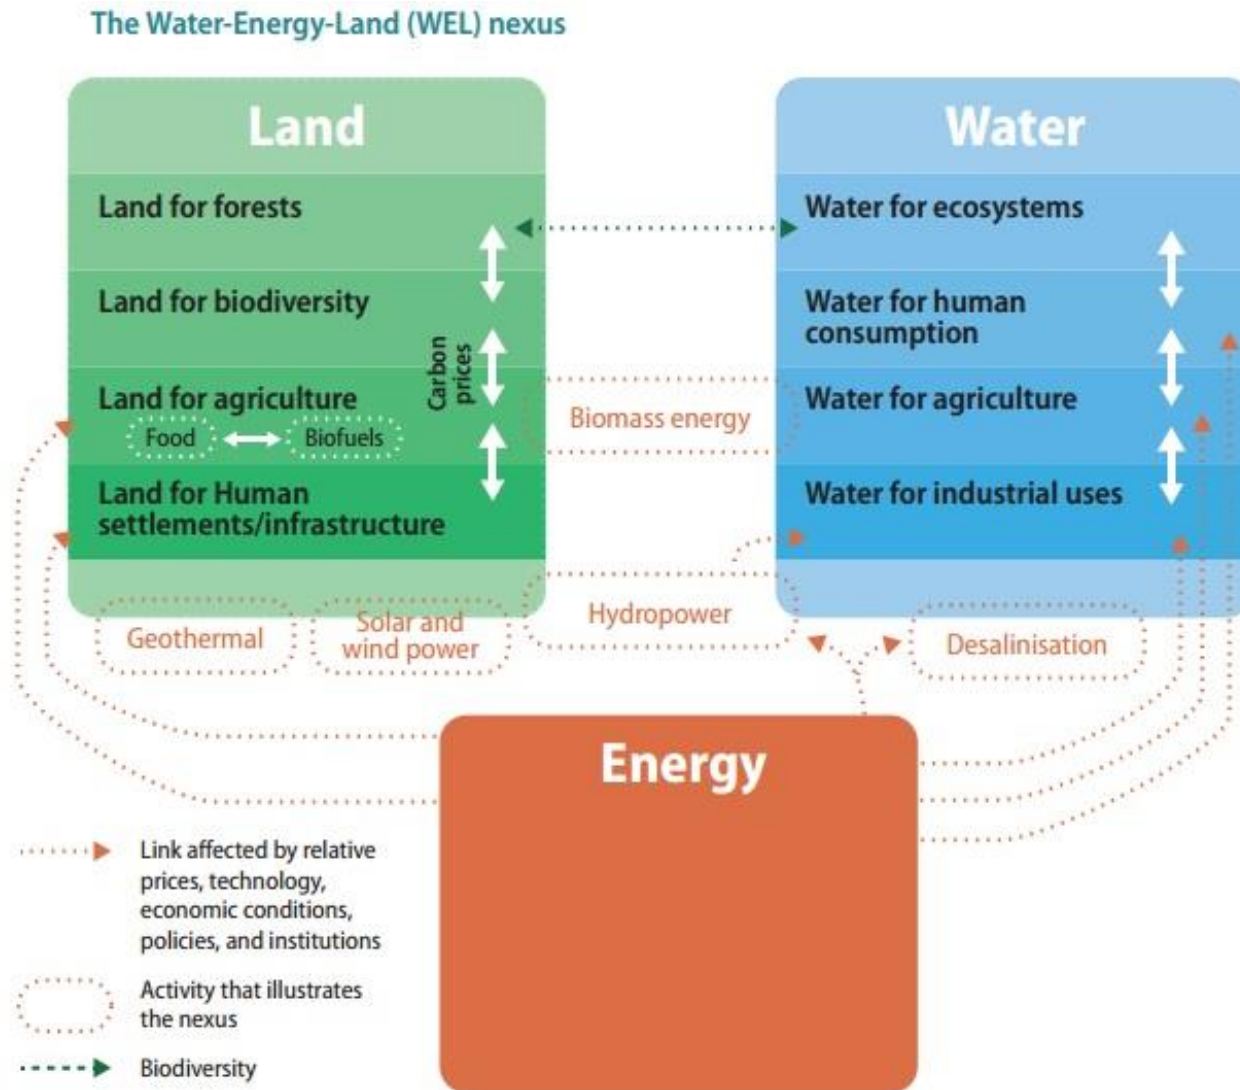 The Water-Energy-Land (WEL) nexus
Land
Land for forests
Land for biodiversity
Carbon
prices
Land for agriculture
Food
Biofuels
Land for Human
settlements/infrastructure
Water
Water for ecosystems
Water for human
consumption
Water for agriculture
Water for industrial uses
Biomass energy
Geothermal
Solar and
wind power
Hydropower
Desalinisation
Energy
Link affected by relative
prices, technology,
economic conditions,
policies, and institutions
Activity that illustrates
the nexus
Biodiversity